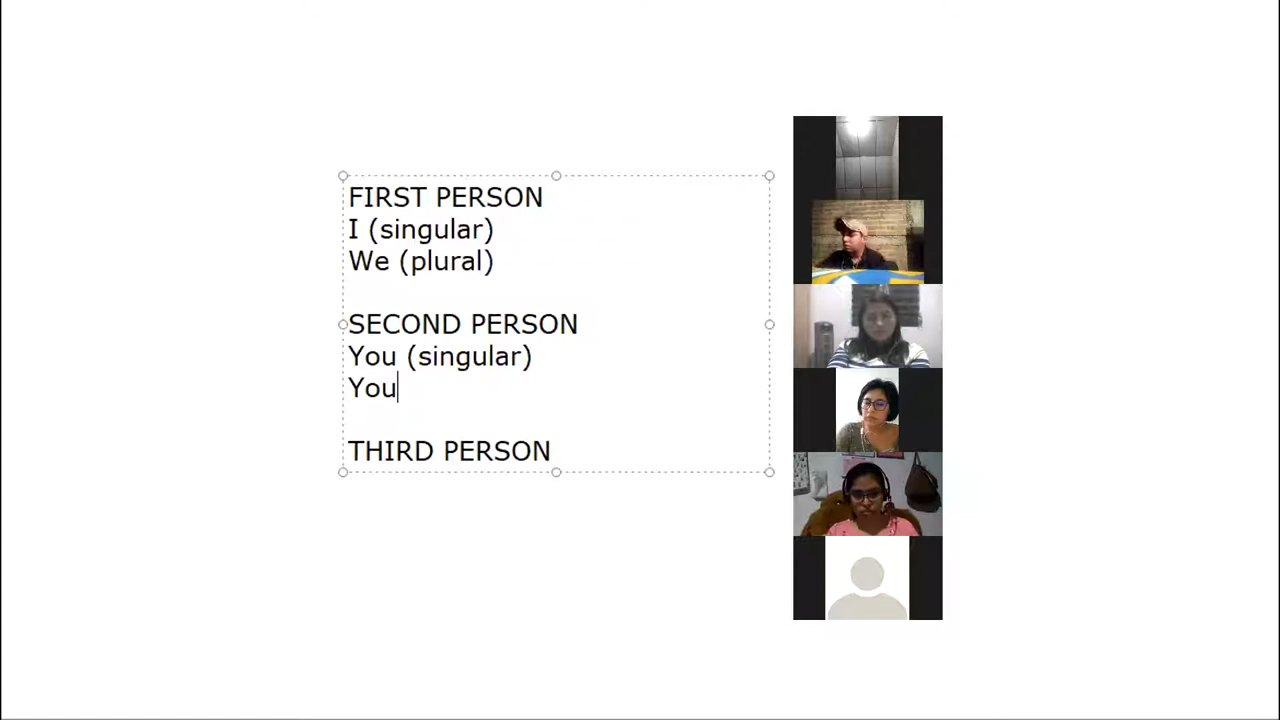 FIRST PERSON
I (singular)
We (plural)
SECOND PERSON
You (singular)
You
THIRD PERSON